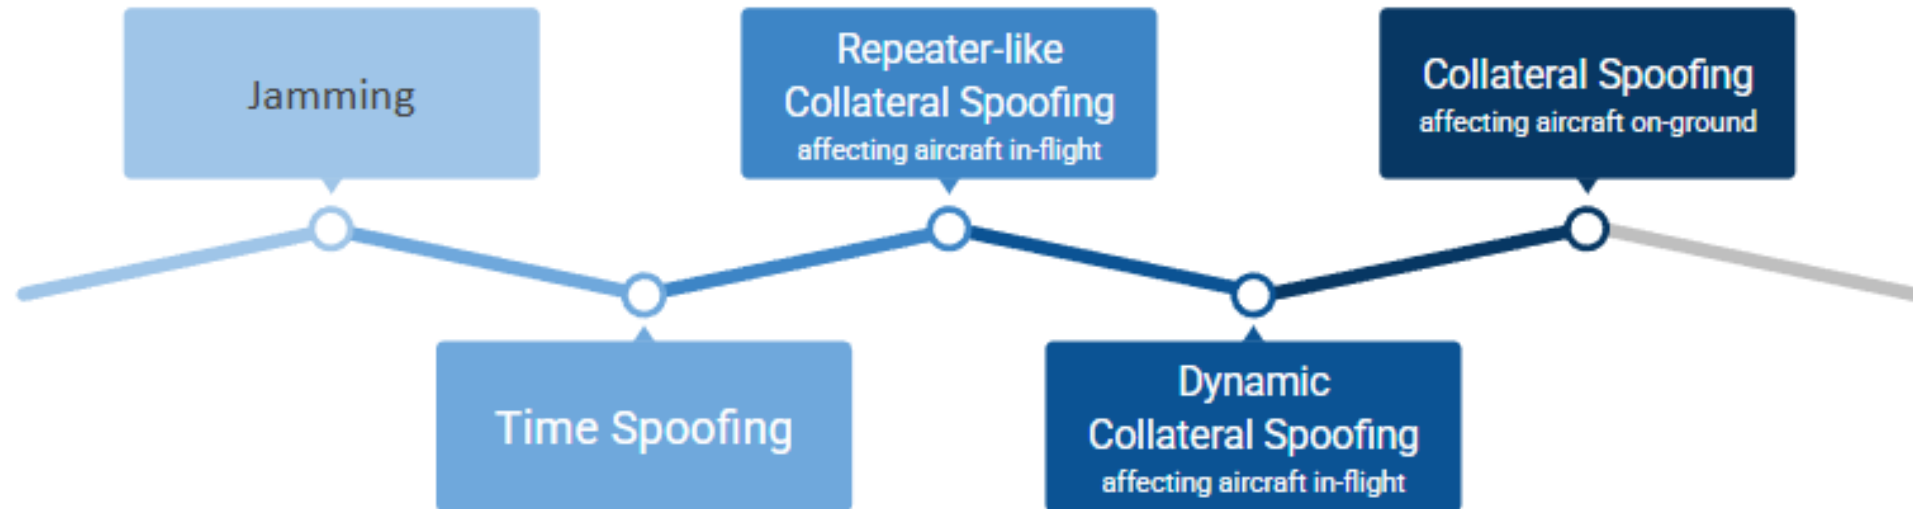 Jamming
Time Spoofing
Repeater-like
Collateral Spoofing
affecting aircraft in-flight
Dynamic
Collateral Spoofing
affecting aircraft in-flight
Collateral Spoofing
affecting aircraft on-ground